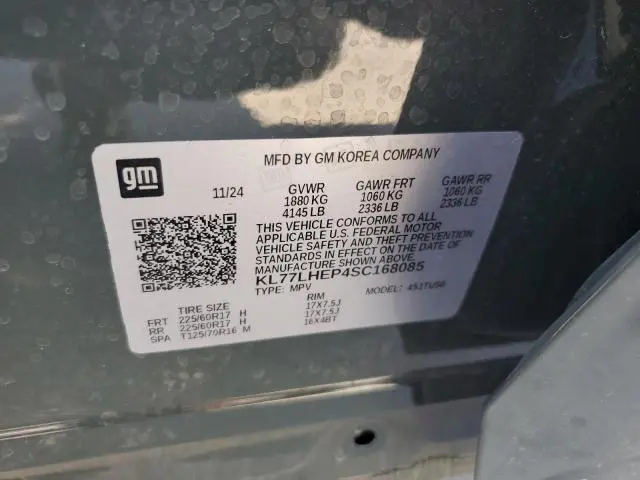 gm
MFD BY GM KOREA COMPANY
11/24 GVWR GAWR FRT GAWR RR
1880 KG 1060 KG 1060 KG
4145 LB 2336 LB 2336 LB
THIS VEHICLE CONFORMS TO ALL
APPLICABLE U.S. FEDERAL MOTOR
VEHICLE SAFETY AND THEFT PREVENTION
STANDARDS IN EFFECT ON THE DATE OF
MANUFACTURE SHOWN ABOVE.
KL77LHEP4SC168085
TYPE: MPV MODEL:
TIRE SIZE RIM
FRT 225/60R17 H 17X7.5J
RR 225/60R17 H 17X7.5J
SPA T125/70R16 M 16X4BT